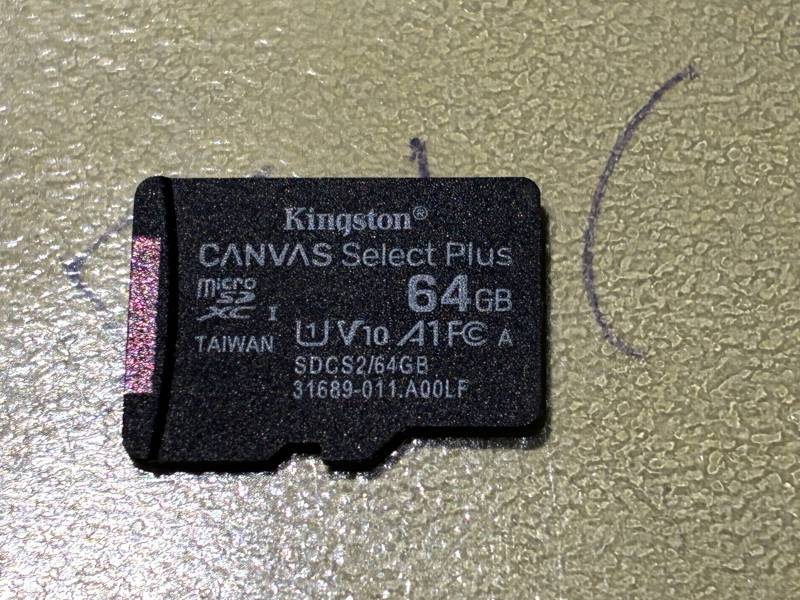 Kingston®
CANVAS Select Plus
micro SD XC I
64GB
TAIWAN
U1 V10 A1 FC A
SDCS2/64GB
31689-011.A00LF